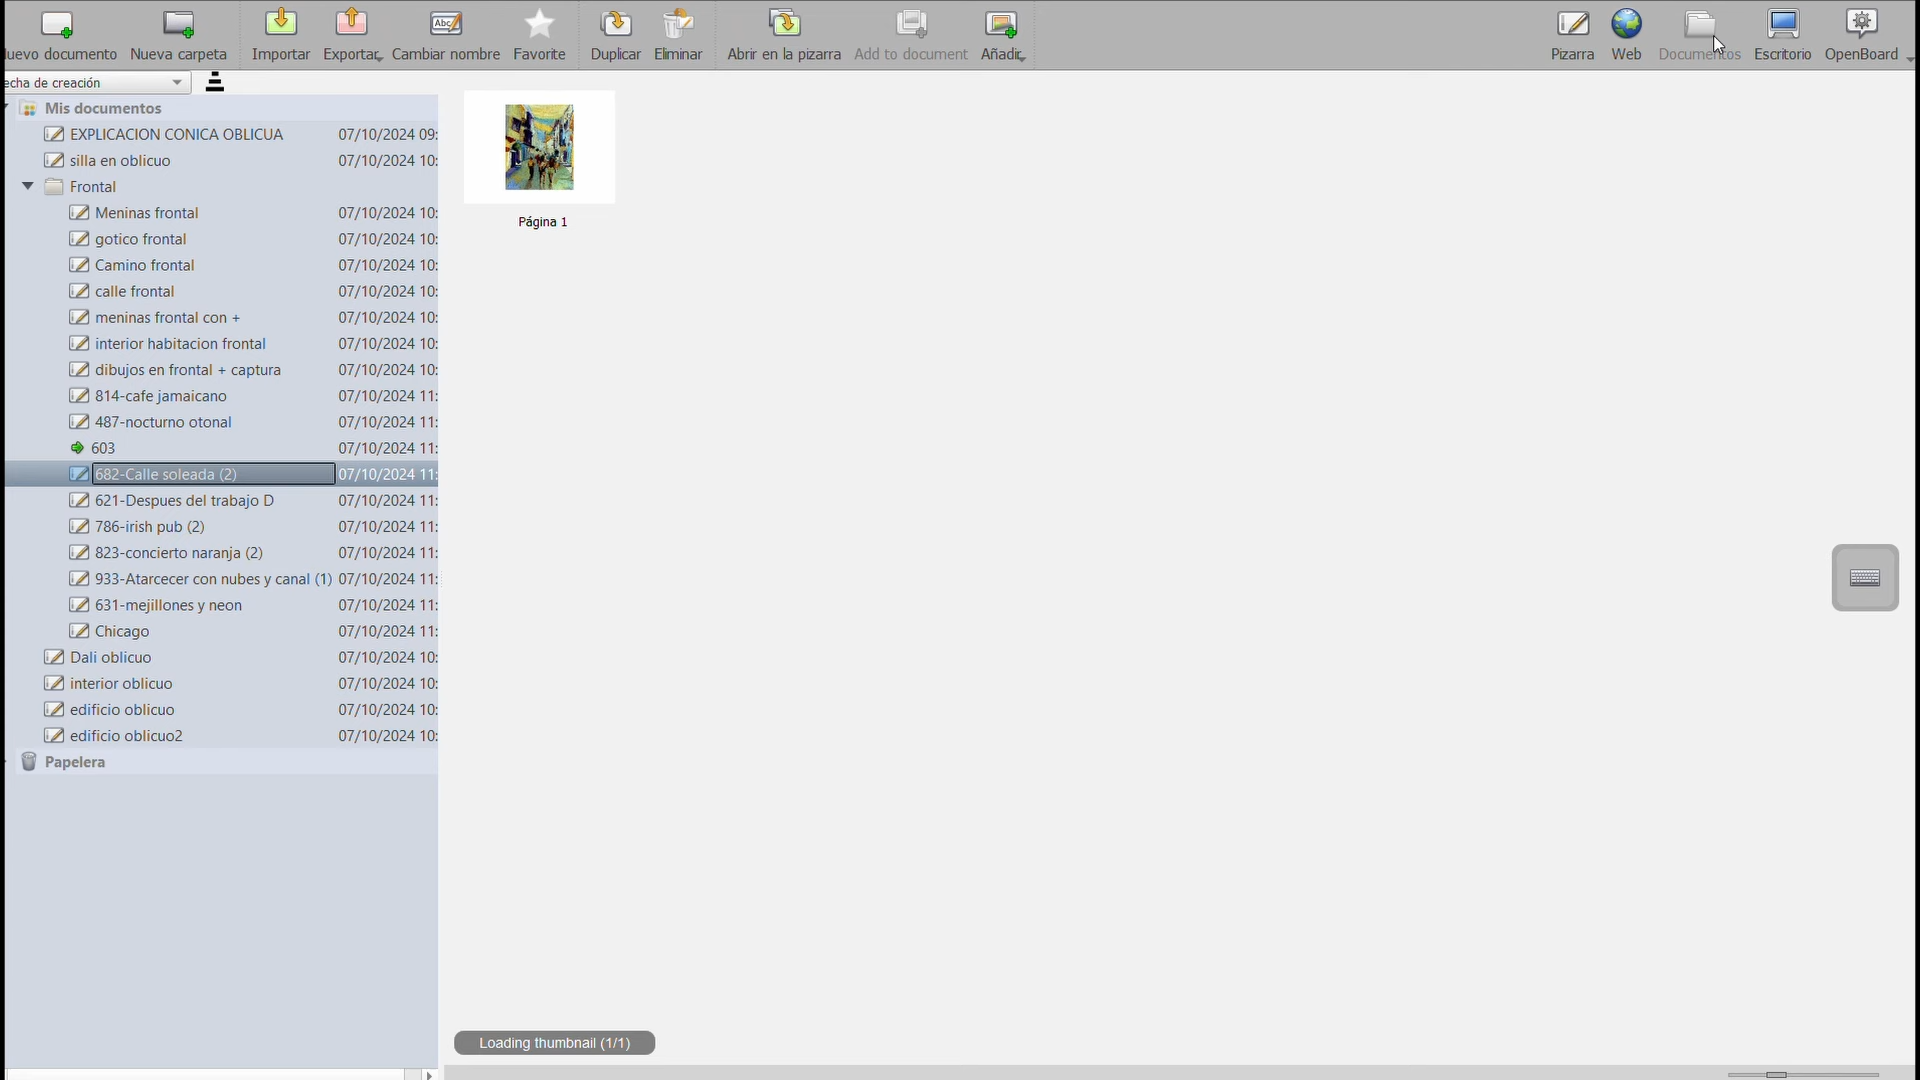 uevo documento Nueva carpeta Importar Exportar Cambiar nombre Favorite Duplicar Eliminar Abrir en la pizarra Add to document Añadir Pizarra Web Documentos Escritorio OpenBoard
Abc
echa de creación
Mis documentos
EXPLICACION CONICA OBLICUA 07/10/2024 09:
silla en oblicuo 07/10/2024 10:
Frontal
Meninas frontal 07/10/2024 10:
gotico frontal 07/10/2024 10:
Camino frontal 07/10/2024 10:
calle frontal 07/10/2024 10:
meninas frontal con + 07/10/2024 10:
interior habitacion frontal 07/10/2024 10:
dibujos en frontal + captura 07/10/2024 10:
814-cafe jamaicano 07/10/2024 11:
487-nocturno otonal 07/10/2024 11:
603 07/10/2024 11:
682-Calle soleada (2) 07/10/2024 11:
621-Despues del trabajo D 07/10/2024 11:
786-irish pub (2) 07/10/2024 11:
823-concierto naranja (2) 07/10/2024 11:
933-Atarcecer con nubes y canal (1) 07/10/2024 11:
631-mejillones y neon 07/10/2024 11:
Chicago 07/10/2024 11:
Dali oblicuo 07/10/2024 10:
interior oblicuo 07/10/2024 10:
edificio oblicuo 07/10/2024 10:
edificio oblicuo2 07/10/2024 10:
Papelera
Página 1
Loading thumbnail (1/1)